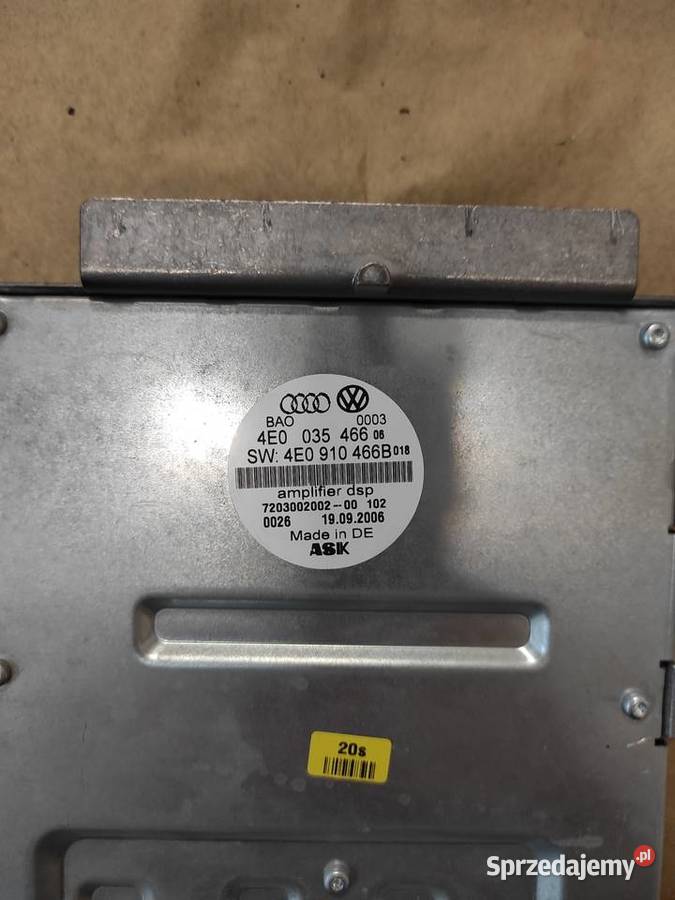 BAO 0003
4E0 035 466 06
SW: 4E0 910 466B 018
amplifier dsp
7203002002-00 102
0026 19.09.2006
Made in DE
ASK
20s
Sprzedajemy.pl